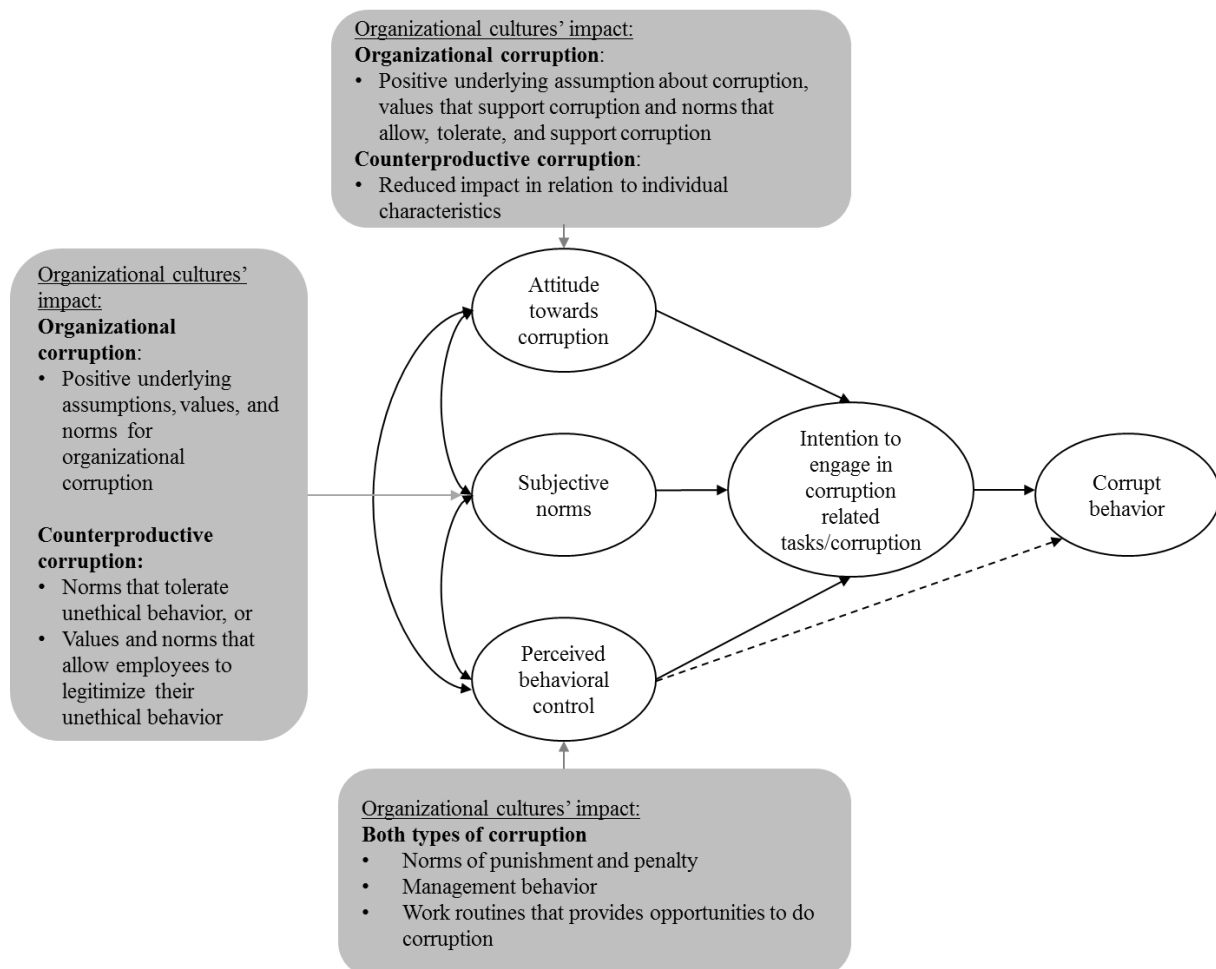 Organizational cultures’ impact:
Organizational corruption:
• Positive underlying assumption about corruption,
values that support corruption and norms that
allow, tolerate, and support corruption
Counterproductive corruption:
• Reduced impact in relation to individual
characteristics
Organizational cultures’
impact:
Organizational
corruption:
• Positive underlying
assumptions, values, and
norms for
organizational
corruption
Counterproductive
corruption:
• Norms that tolerate
unethical behavior, or
• Values and norms that
allow employees to
legitimize their
unethical behavior
Attitude
towards
corruption
Subjective
norms
Perceived
behavioral
control
Intention to
engage in
corruption
related
tasks/corruption
Corrupt
behavior
Organizational cultures’ impact:
Both types of corruption
• Norms of punishment and penalty
• Management behavior
• Work routines that provides opportunities to do
corruption